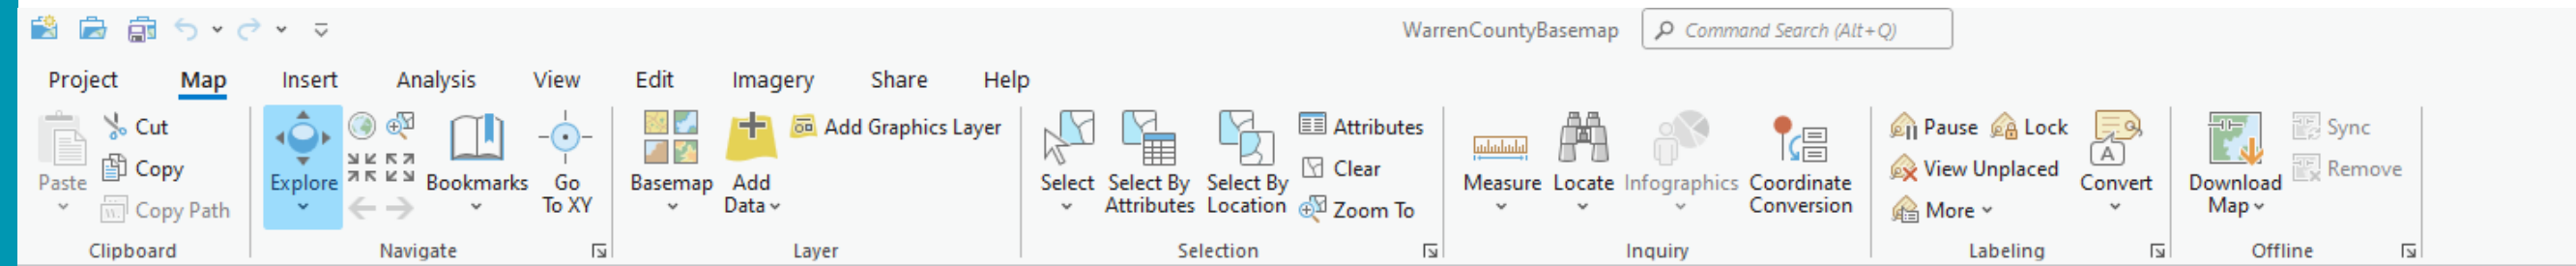 WarrenCountyBasemap
Command Search (Alt+Q)
Project Map Insert Analysis View Edit Imagery Share Help
Paste
Cut
Copy
Copy Path
Clipboard
Explore
Bookmarks
Go
To XY
Navigate
Basemap
Add
Data
Add Graphics Layer
Layer
Select
Select By
Attributes
Select By
Location
Attributes
Clear
Zoom To
Selection
Measure
Locate
Infographics
Coordinate
Conversion
Inquiry
Pause
Lock
View Unplaced
More
A
Convert
Labeling
Download
Map
Sync
Remove
Offline